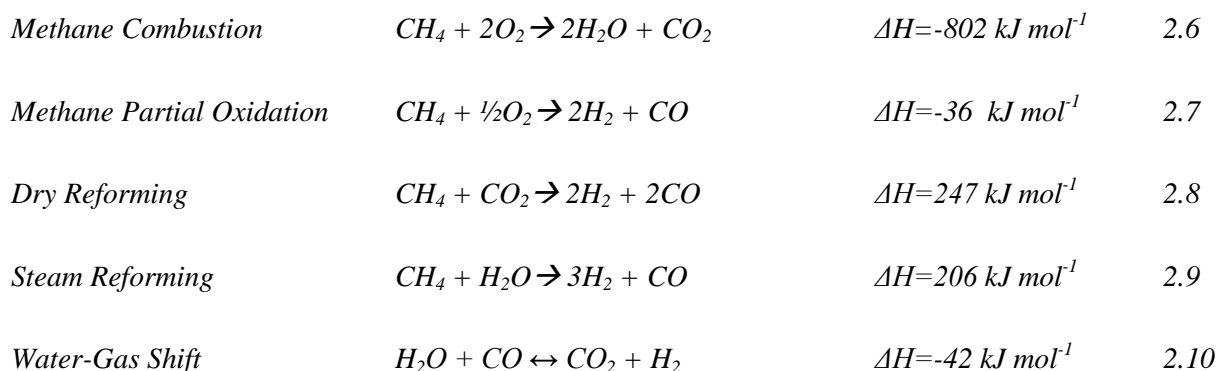 Methane Combustion CH₄ + 2O₂ → 2H₂O + CO₂ ΔH=-802 kJ mol⁻¹ 2.6
Methane Partial Oxidation CH₄ + ½O₂ → 2H₂ + CO ΔH=-36 kJ mol⁻¹ 2.7
Dry Reforming CH₄ + CO₂ → 2H₂ + 2CO ΔH=247 kJ mol⁻¹ 2.8
Steam Reforming CH₄ + H₂O → 3H₂ + CO ΔH=206 kJ mol⁻¹ 2.9
Water-Gas Shift H₂O + CO ↔ CO₂ + H₂ ΔH=-42 kJ mol⁻¹ 2.10